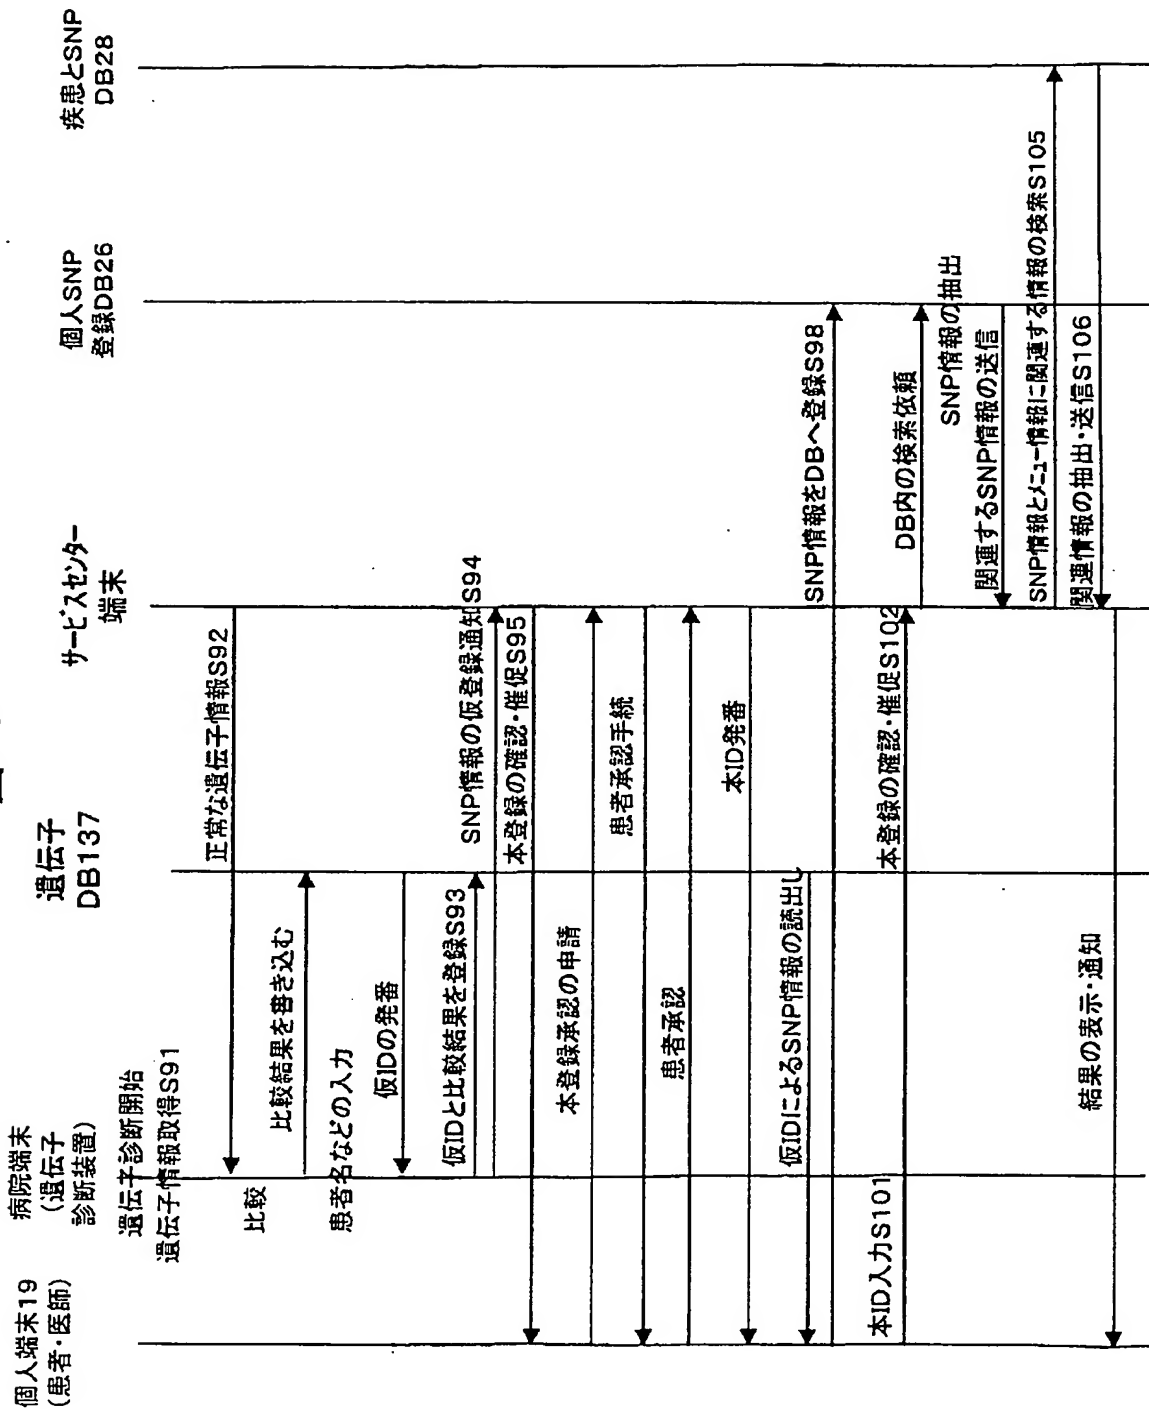 個人端末19
(患者・医師)
病院端末
(遺伝子
診断装置)
遺伝子
DB137
サービスセンター
端末
個人SNP
登録DB26
疾患とSNP
DB28
遺伝子診断開始
遺伝子情報取得S91
正常な遺伝子情報S92
比較
比較結果を書き込む
患者名などの入力
仮IDの発番
仮IDと比較結果を登録S93
SNP情報の仮登録通知S94
本登録の確認・催促S95
本登録承認の申請
患者承認手続
患者承認
本ID発番
仮IDによるSNP情報の読出し
SNP情報をDBへ登録S98
本ID入力S101
本登録の確認・催促S102
DB内の検索依頼
SNP情報の抽出
関連するSNP情報の送信
SNP情報とメニュー情報に関連する情報の検索S105
関連情報の抽出・送信S106
結果の表示・通知